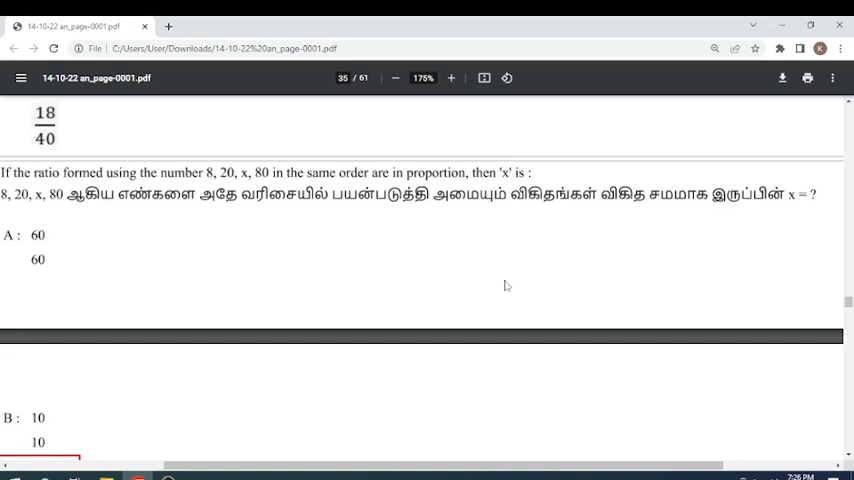 14-10-22 an_page-0001.pdf
File C:/Users/User/Downloads/14-10-22%20an_page-0001.pdf
K
14-10-22 an_page-0001.pdf 35 / 61 175%
18
40
If the ratio formed using the number 8, 20, x, 80 in the same order are in proportion, then 'x' is :
8, 20, x, 80 ஆகிய எண்களை அதே வரிசையில் பயன்படுத்தி அமையும் விகிதங்கள் விகித சமமாக இருப்பின் x = ?
A : 60
60
B : 10
10
7:26 PM